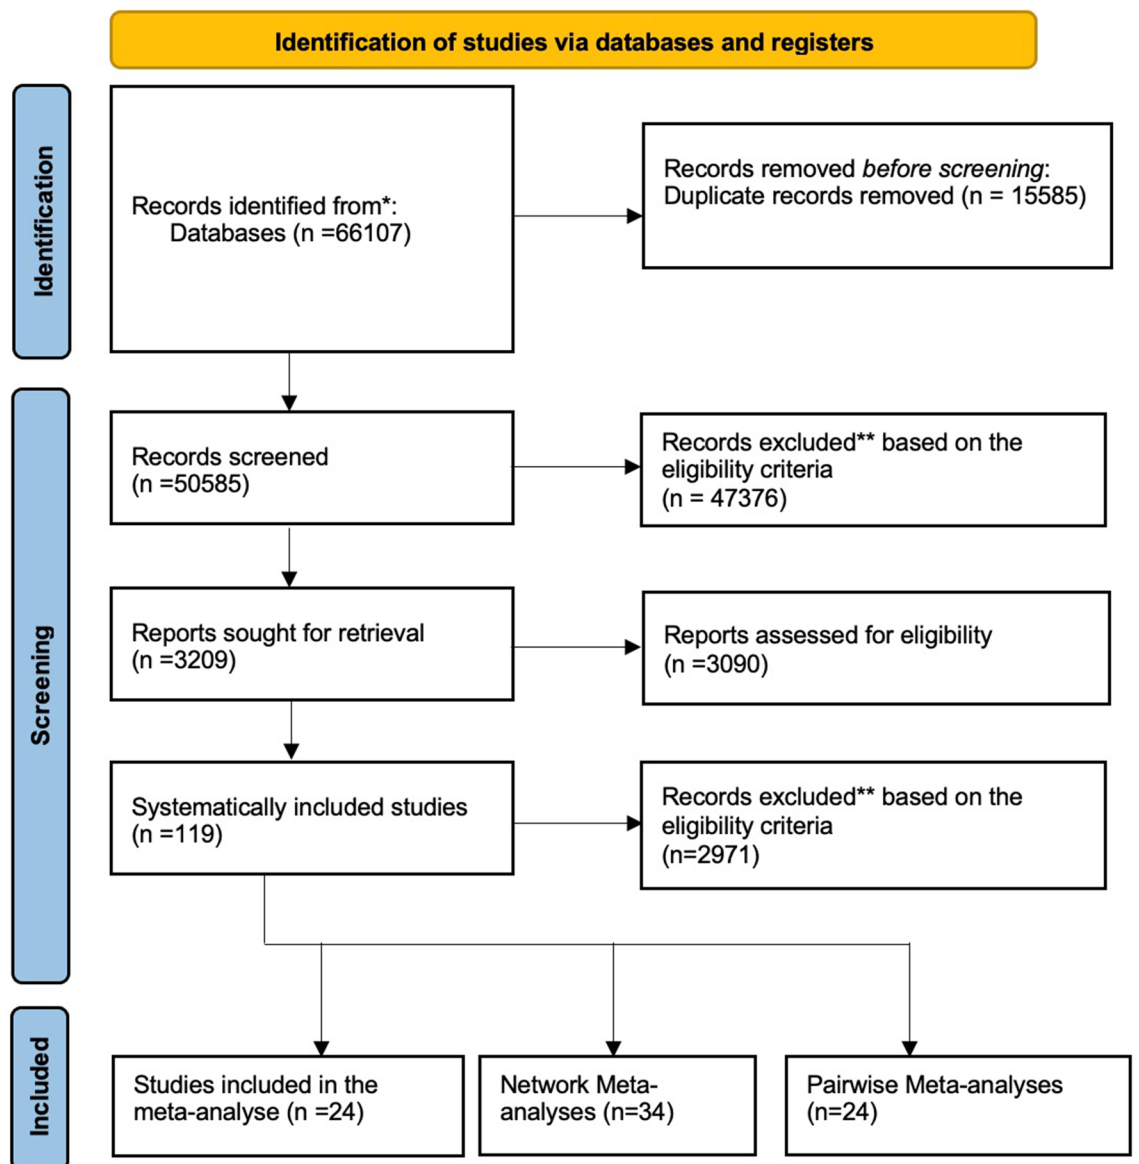 Identification of studies via databases and registers
Identification
Records identified from*:
Databases (n =66107)
Records removed before screening:
Duplicate records removed (n = 15585)
Screening
Records screened
(n =50585)
Records excluded** based on the
eligibility criteria
(n = 47376)
Reports sought for retrieval
(n =3209)
Reports assessed for eligibility
(n =3090)
Systematically included studies
(n =119)
Records excluded** based on the
eligibility criteria
(n=2971)
Included
Studies included in the
meta-analyse (n =24)
Network Meta-
analyses (n=34)
Pairwise Meta-analyses
(n=24)